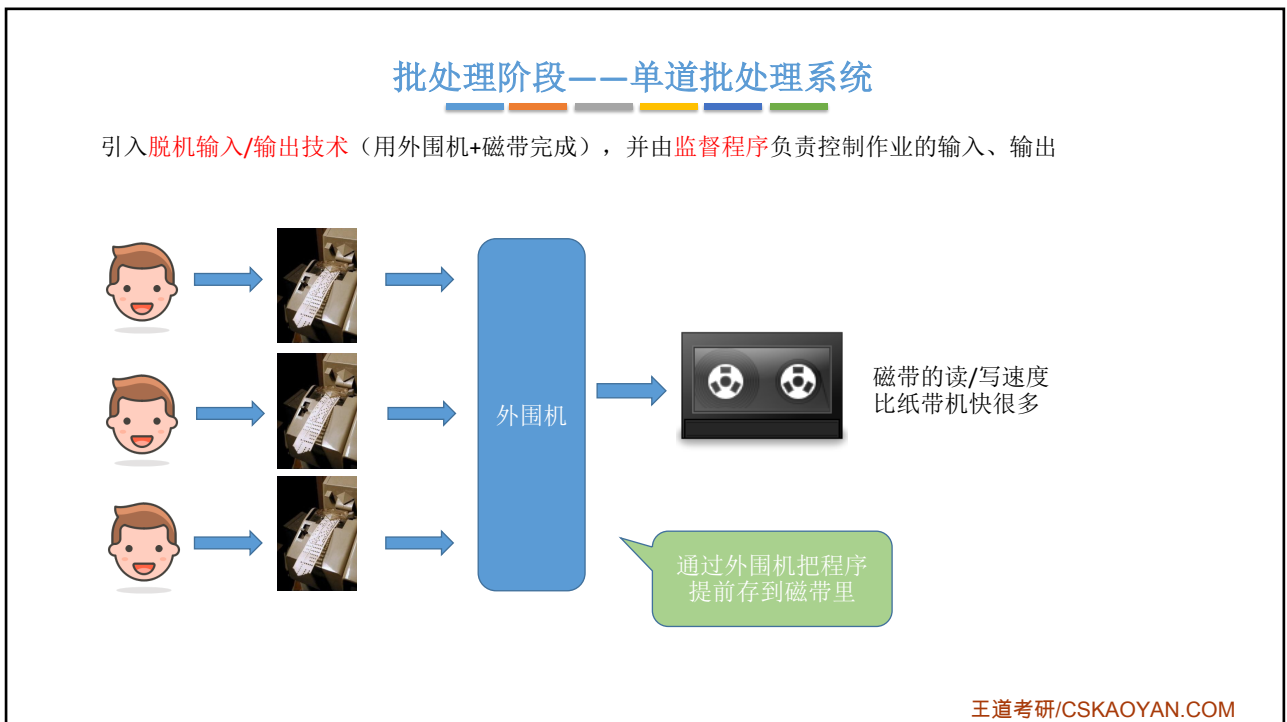 批处理阶段——单道批处理系统
引入脱机输入/输出技术（用外围机+磁带完成），并由监督程序负责控制作业的输入、输出
外围机
磁带的读/写速度
比纸带机快很多
通过外围机把程序
提前存到磁带里
王道考研/CSKAOYAN.COM